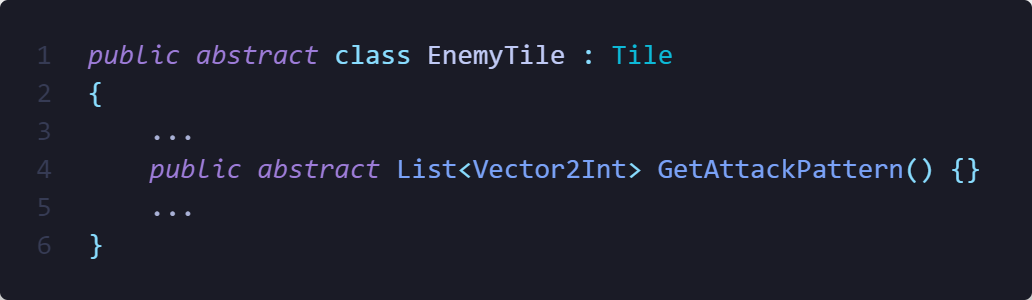 1 public abstract class EnemyTile : Tile
2 {
3 ...
4 public abstract List<Vector2Int> GetAttackPattern() {}
5 ...
6 }